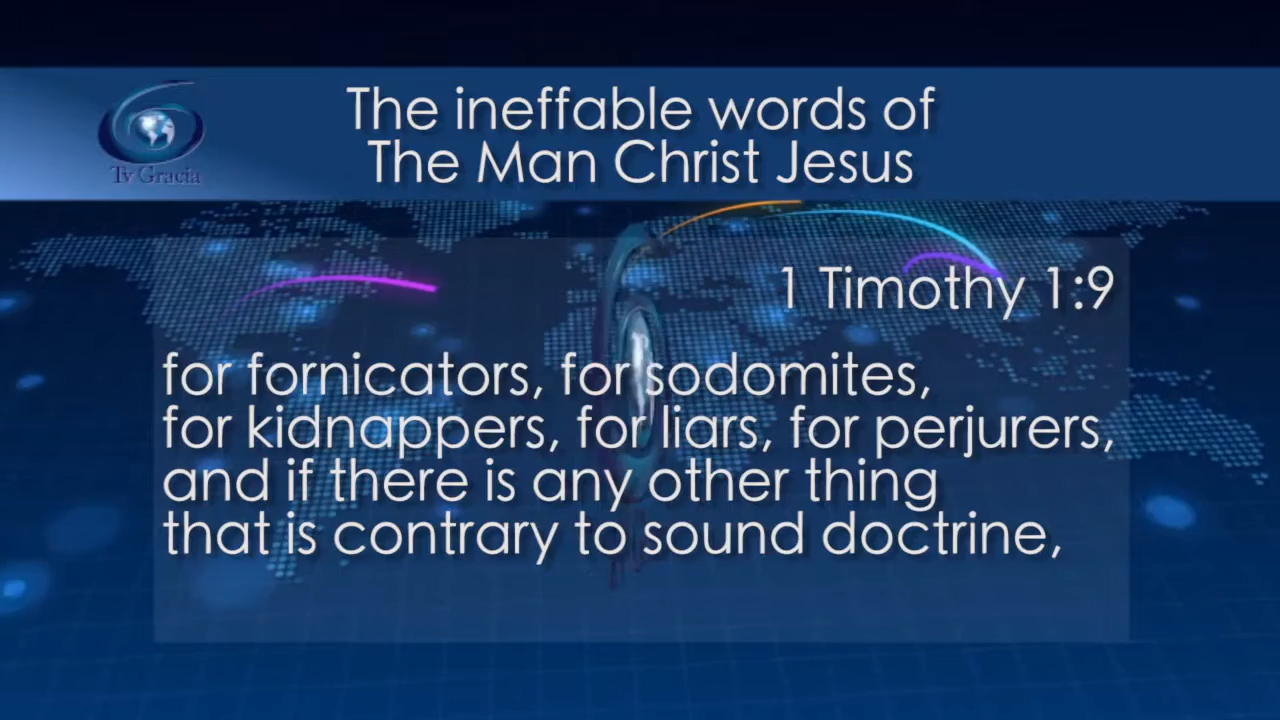 The ineffable words of
The Man Christ Jesus
Tv Gracia
1 Timothy 1:9
for fornicators, for sodomites,
for kidnappers, for liars, for perjurers,
and if there is any other thing
that is contrary to sound doctrine,